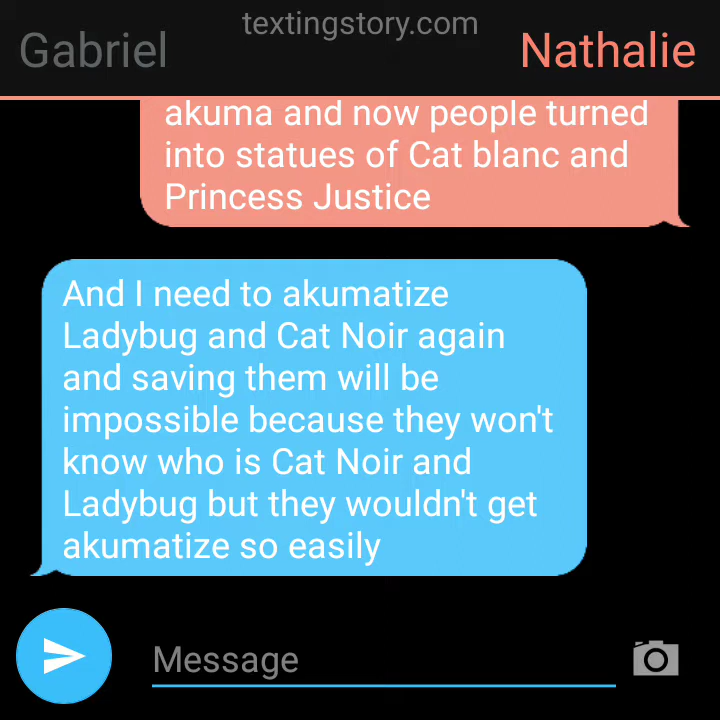 textingstory.com
Gabriel
Nathalie
akuma and now people turned
into statues of Cat blanc and
Princess Justice
And I need to akumatize
Ladybug and Cat Noir again
and saving them will be
impossible because they won't
know who is Cat Noir and
Ladybug but they wouldn't get
akumatize so easily
Message